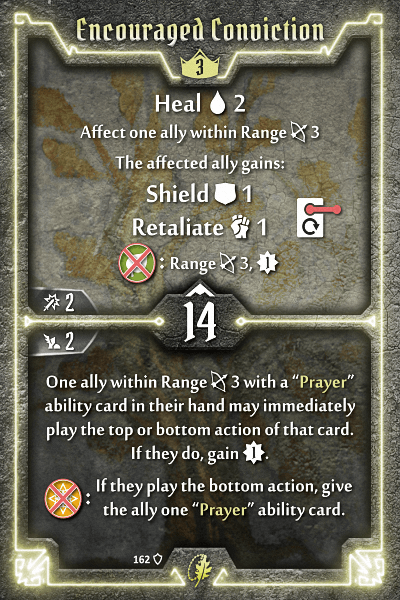 Encouraged Conviction
3
Heal 2
Affect one ally within Range 3
The affected ally gains:
Shield 1
Retaliate 1
: Range 3, 1
2
14
2
One ally within Range 3 with a “Prayer”
ability card in their hand may immediately
play the top or bottom action of that card.
If they do, gain 1.
: If they play the bottom action, give
the ally one “Prayer” ability card.
162